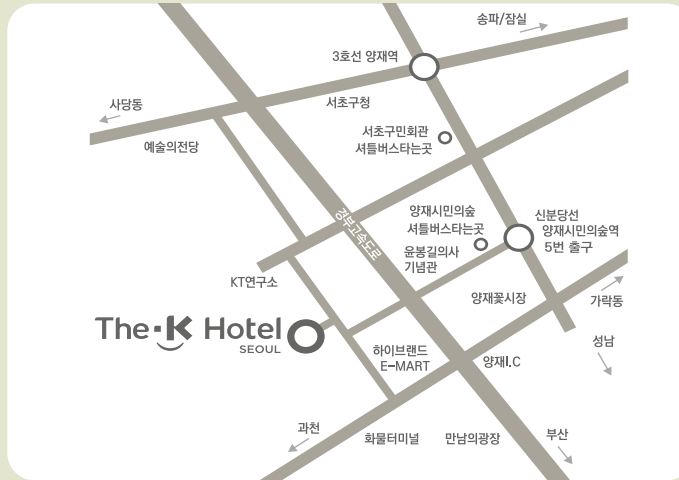 송파/잠실
3호선 양재역
사당동
서초구청
예술의전당
서초구민회관
셔틀버스타는곳
경부고속도로
양재시민의숲
셔틀버스타는곳
윤봉길의사
기념관
신분당선
양재시민의숲역
5번 출구
KT연구소
양재꽃시장
가락동
The-K Hotel
SEOUL
하이브랜드
E-MART
양재I.C
성남
과천
화물터미널
만남의광장
부산